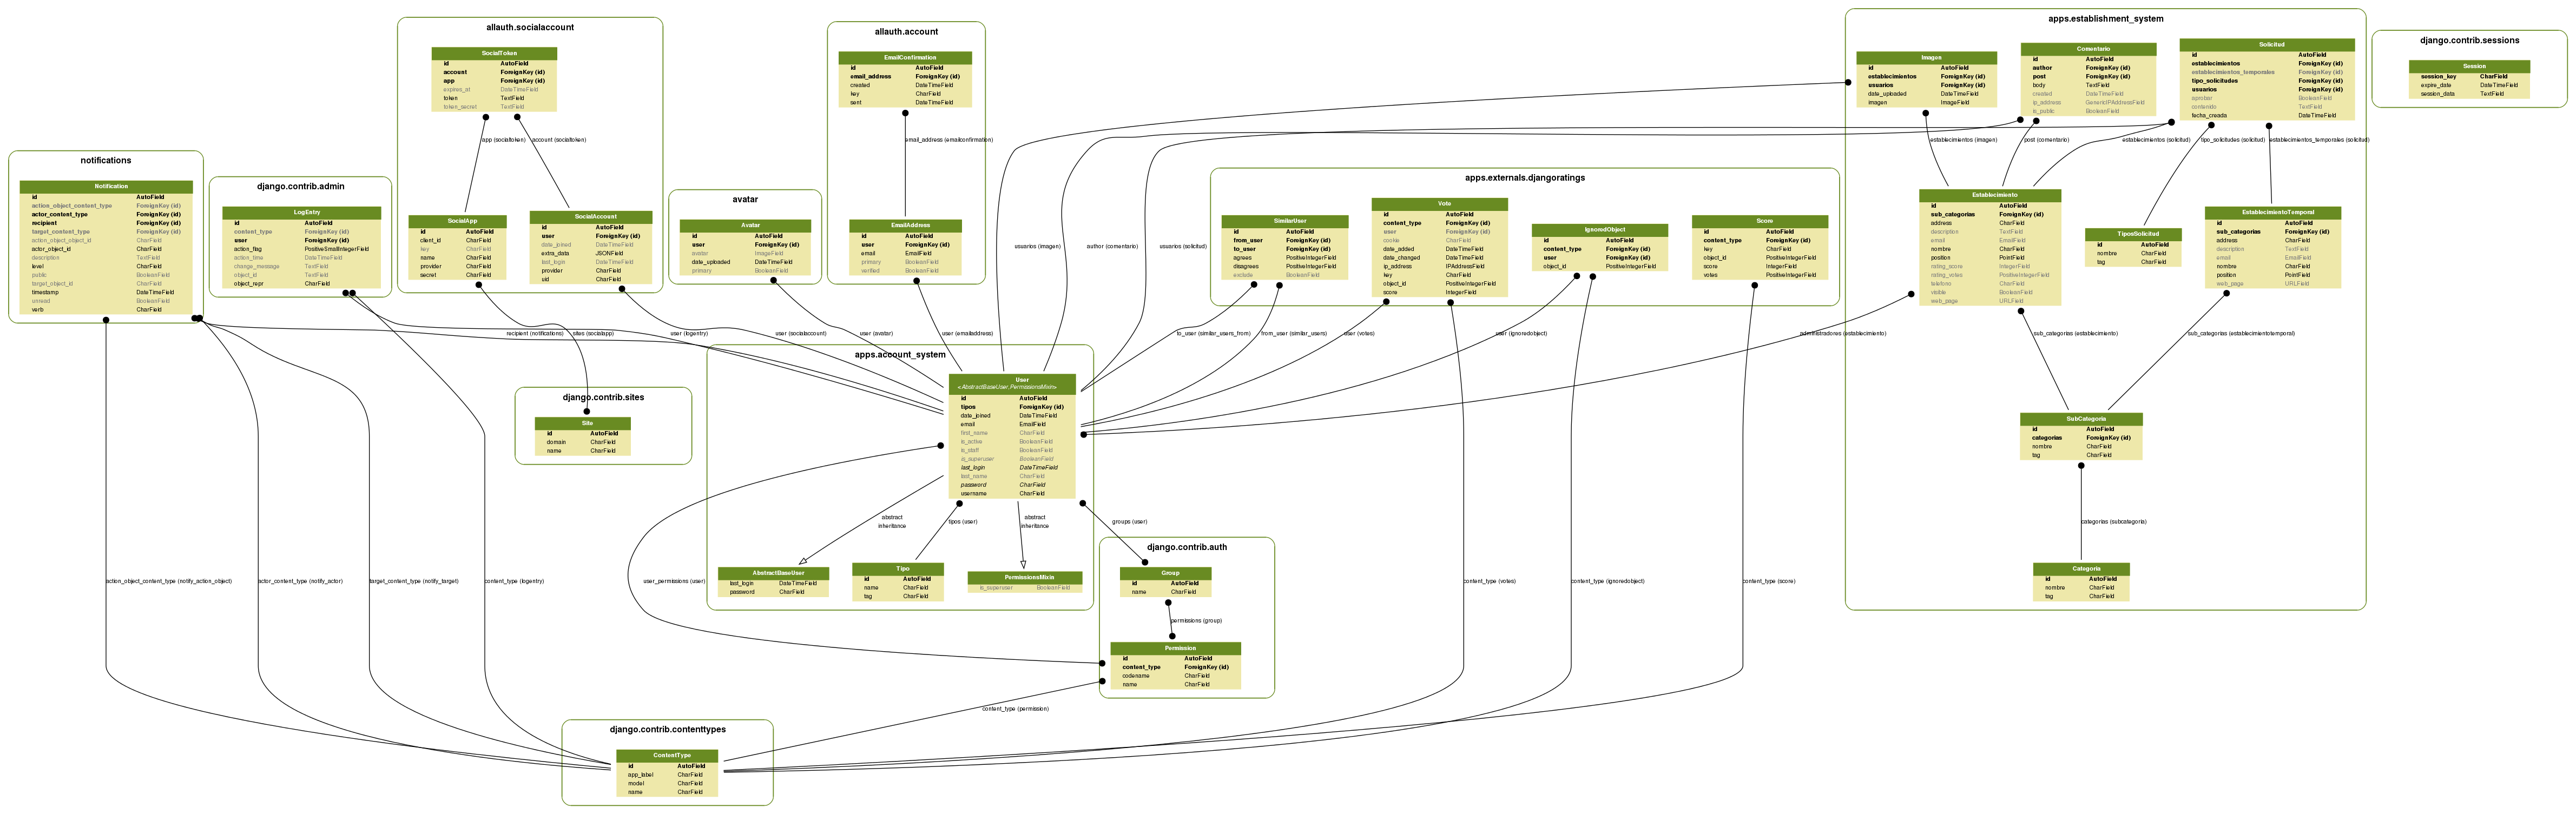 allauth.socialaccount
SocialToken
id AutoField
account ForeignKey (id)
app ForeignKey (id)
expires_at DateTimeField
token TextField
token_secret TextField
app (socialtoken)
account (socialtoken)
SocialApp
id AutoField
client_id CharField
key CharField
name CharField
provider CharField
secret CharField
SocialAccount
id AutoField
user ForeignKey (id)
date_joined DateTimeField
extra_data JSONField
last_login DateTimeField
provider CharField
uid CharField
allauth.account
EmailConfirmation
id AutoField
email_address ForeignKey (id)
created DateTimeField
key CharField
sent DateTimeField
email_address (emailconfirmation)
EmailAddress
id AutoField
user ForeignKey (id)
email EmailField
primary BooleanField
verified BooleanField
apps.establishment_system
Imagen
id AutoField
establecimientos ForeignKey (id)
usuarios ForeignKey (id)
date_uploaded DateTimeField
imagen ImageField
Comentario
id AutoField
author ForeignKey (id)
post ForeignKey (id)
body TextField
created DateTimeField
ip_address GenericIPAddressField
is_public BooleanField
Solicitud
id AutoField
establecimientos ForeignKey (id)
establecimientos_temporales ForeignKey (id)
tipo_solicitudes ForeignKey (id)
usuarios ForeignKey (id)
aprobar BooleanField
contenido TextField
fecha_creada DateTimeField
establecimientos (imagen)
post (comentario)
establecimientos (solicitud)
tipo_solicitudes (solicitud)
establecimientos_temporales (solicitud)
Establecimiento
id AutoField
sub_categorias ForeignKey (id)
address CharField
description TextField
email EmailField
nombre CharField
position PointField
rating_score IntegerField
rating_votes PositiveIntegerField
telefono CharField
visible BooleanField
web_page URLField
TiposSolicitud
id AutoField
nombre CharField
tag CharField
EstablecimientoTemporal
id AutoField
sub_categorias ForeignKey (id)
address CharField
description TextField
email EmailField
nombre CharField
position PointField
web_page URLField
sub_categorias (establecimiento)
sub_categorias (establecimientotemporal)
SubCategoria
id AutoField
categorias ForeignKey (id)
nombre CharField
tag CharField
categorias (subcategoria)
Categoria
id AutoField
nombre CharField
tag CharField
django.contrib.sessions
Session
session_key CharField
expire_date DateTimeField
session_data TextField
notifications
Notification
id AutoField
action_object_content_type ForeignKey (id)
actor_content_type ForeignKey (id)
recipient ForeignKey (id)
target_content_type ForeignKey (id)
action_object_object_id CharField
actor_object_id CharField
description TextField
level CharField
public BooleanField
target_object_id CharField
timestamp DateTimeField
unread BooleanField
verb CharField
django.contrib.admin
LogEntry
id AutoField
content_type ForeignKey (id)
user ForeignKey (id)
action_flag PositiveSmallIntegerField
action_time DateTimeField
change_message TextField
object_id TextField
object_repr CharField
avatar
Avatar
id AutoField
user ForeignKey (id)
avatar ImageField
date_uploaded DateTimeField
primary BooleanField
apps.externals.djangoratings
SimilarUser
id AutoField
from_user ForeignKey (id)
to_user ForeignKey (id)
agrees PositiveIntegerField
disagrees PositiveIntegerField
exclude BooleanField
Vote
id AutoField
content_type ForeignKey (id)
user ForeignKey (id)
cookie CharField
date_added DateTimeField
date_changed DateTimeField
ip_address IPAddressField
key CharField
object_id PositiveIntegerField
score IntegerField
IgnoredObject
id AutoField
content_type ForeignKey (id)
user ForeignKey (id)
object_id PositiveIntegerField
Score
id AutoField
content_type ForeignKey (id)
key CharField
object_id PositiveIntegerField
score IntegerField
votes PositiveIntegerField
usuarios (imagen)
author (comentario)
usuarios (solicitud)
recipient (notifications)
sites (socialapp)
user (logentry)
user (socialaccount)
user (avatar)
user (emailaddress)
to_user (similar_users_from)
from_user (similar_users)
user (votes)
user (ignoredobject)
administradores (establecimiento)
django.contrib.sites
Site
id AutoField
domain CharField
name CharField
apps.account_system
User
<AbstractBaseUser,PermissionsMixin>
id AutoField
tipos ForeignKey (id)
date_joined DateTimeField
email EmailField
first_name CharField
is_active BooleanField
is_staff BooleanField
is_superuser BooleanField
last_login DateTimeField
last_name CharField
password CharField
username CharField
abstract
inheritance
tipos (user)
abstract
inheritance
groups (user)
AbstractBaseUser
last_login DateTimeField
password CharField
Tipo
id AutoField
name CharField
tag CharField
PermissionsMixin
is_superuser BooleanField
django.contrib.auth
Group
id AutoField
name CharField
permissions (group)
Permission
id AutoField
content_type ForeignKey (id)
codename CharField
name CharField
action_object_content_type (notify_action_object)
actor_content_type (notify_actor)
target_content_type (notify_target)
content_type (logentry)
user_permissions (user)
content_type (votes)
content_type (ignoredobject)
content_type (score)
content_type (permission)
django.contrib.contenttypes
ContentType
id AutoField
app_label CharField
model CharField
name CharField